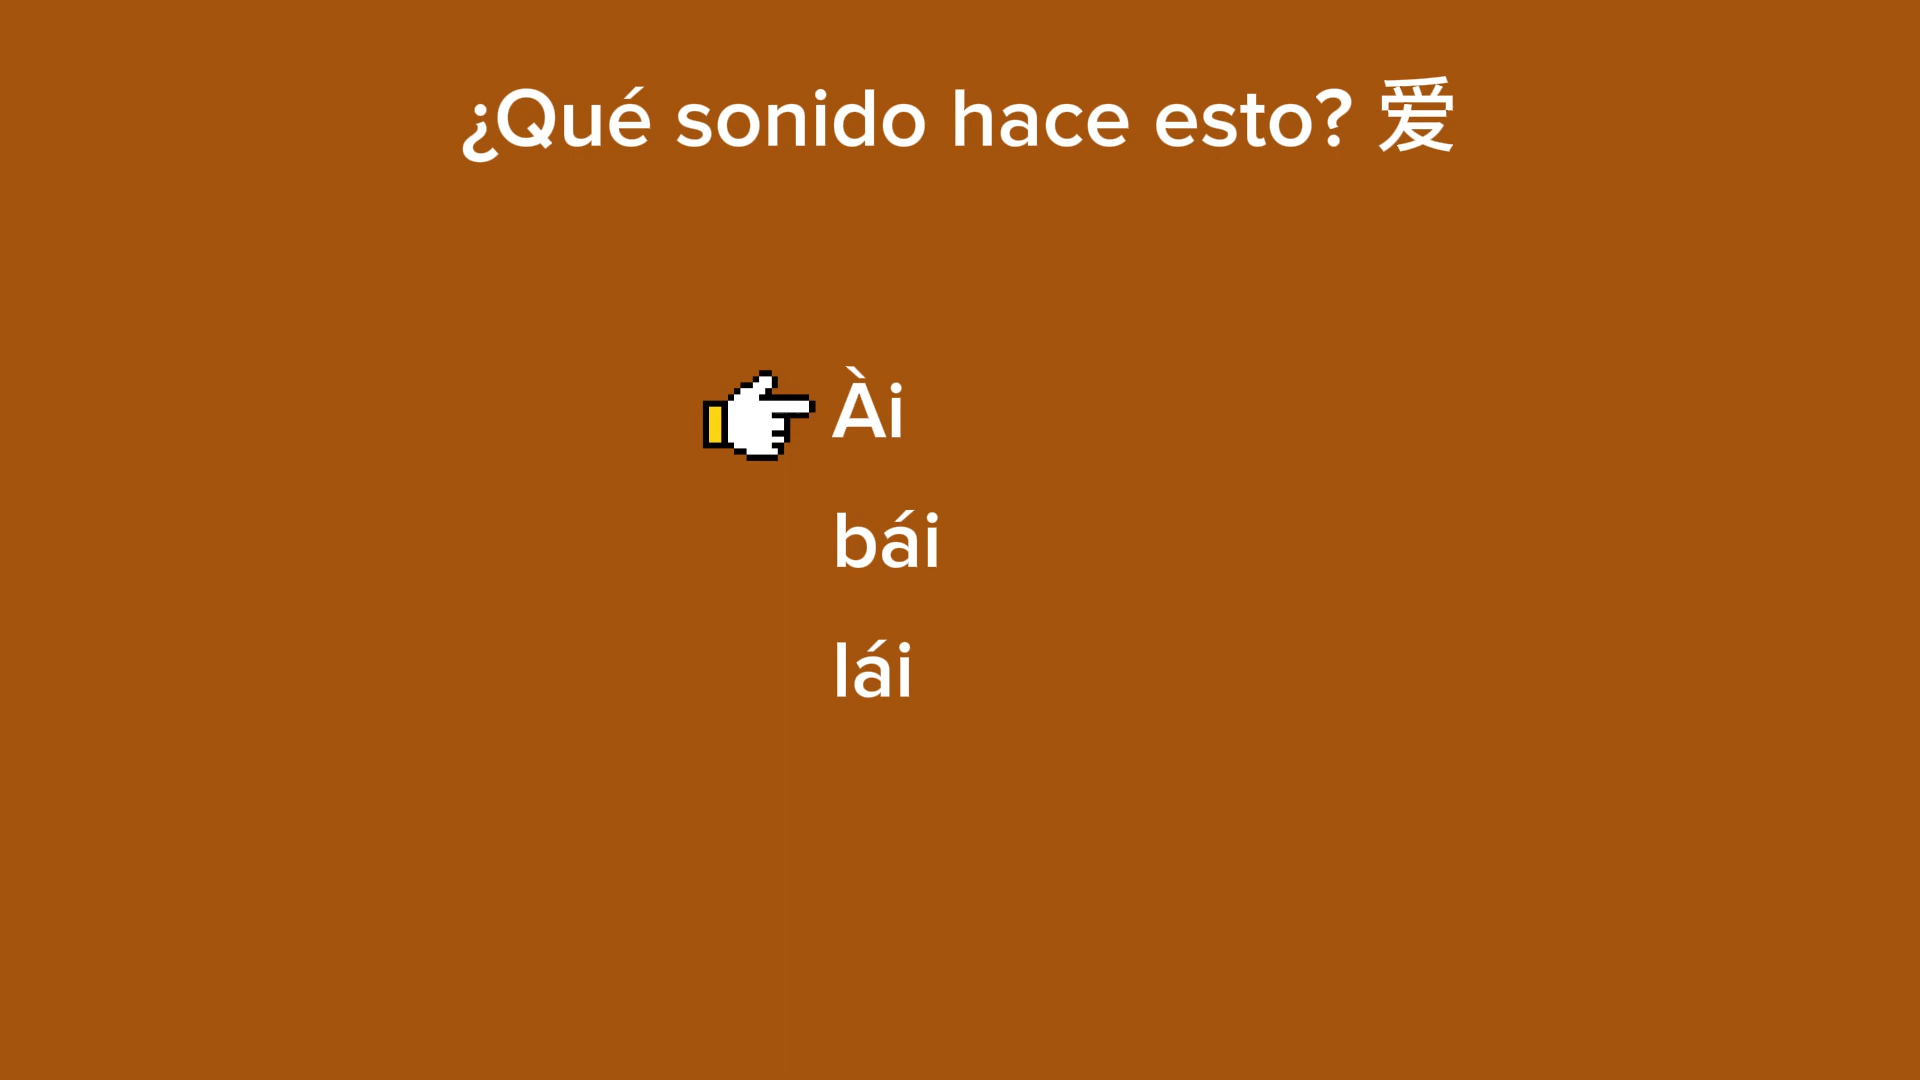 ¿Qué sonido hace esto? 爱
Ài
bái
lái